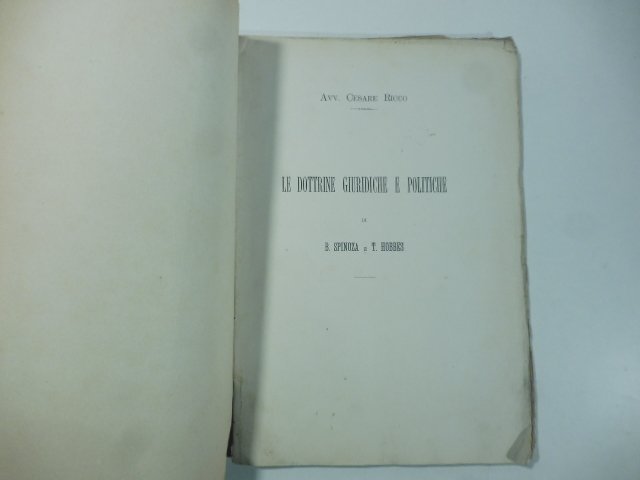 Avv. Cesare Ricco
LE DOTTRINE GIURIDICHE E POLITICHE
DI
B. SPINOZA E T. HOBBES